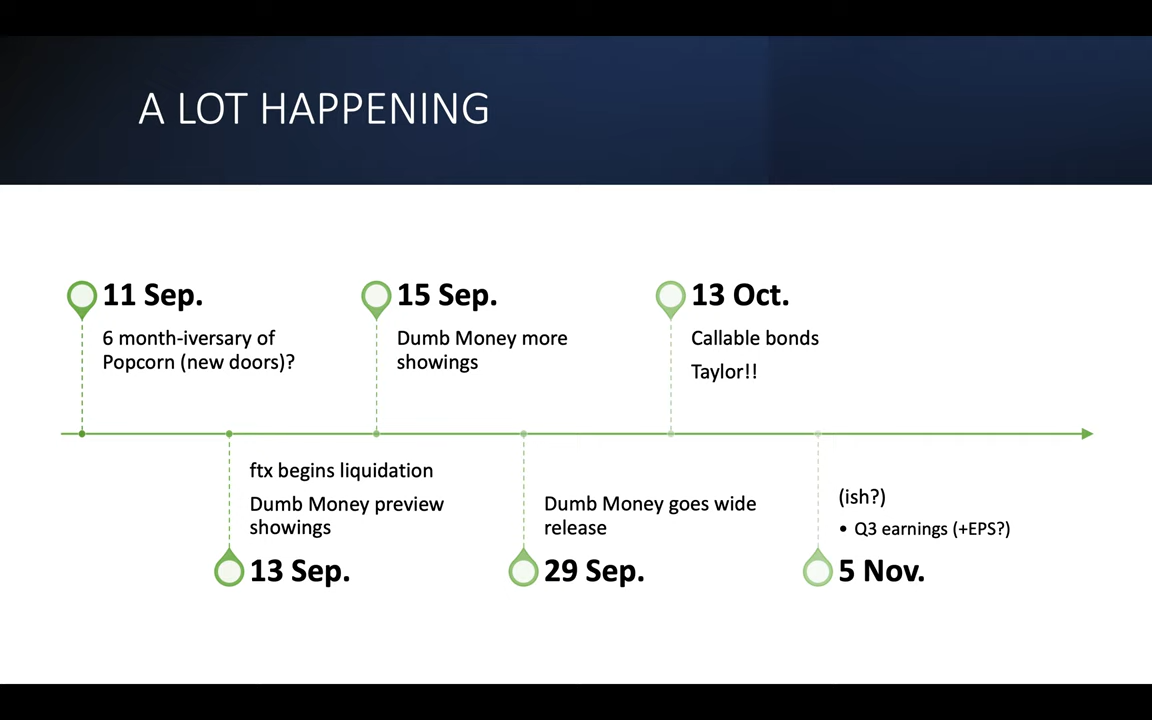 A LOT HAPPENING
11 Sep.
6 month-iversary of
Popcorn (new doors)?
15 Sep.
Dumb Money more
showings
13 Oct.
Callable bonds
Taylor!!
ftx begins liquidation
Dumb Money preview
showings
13 Sep.
Dumb Money goes wide
release
29 Sep.
(ish?)
• Q3 earnings (+EPS?)
5 Nov.